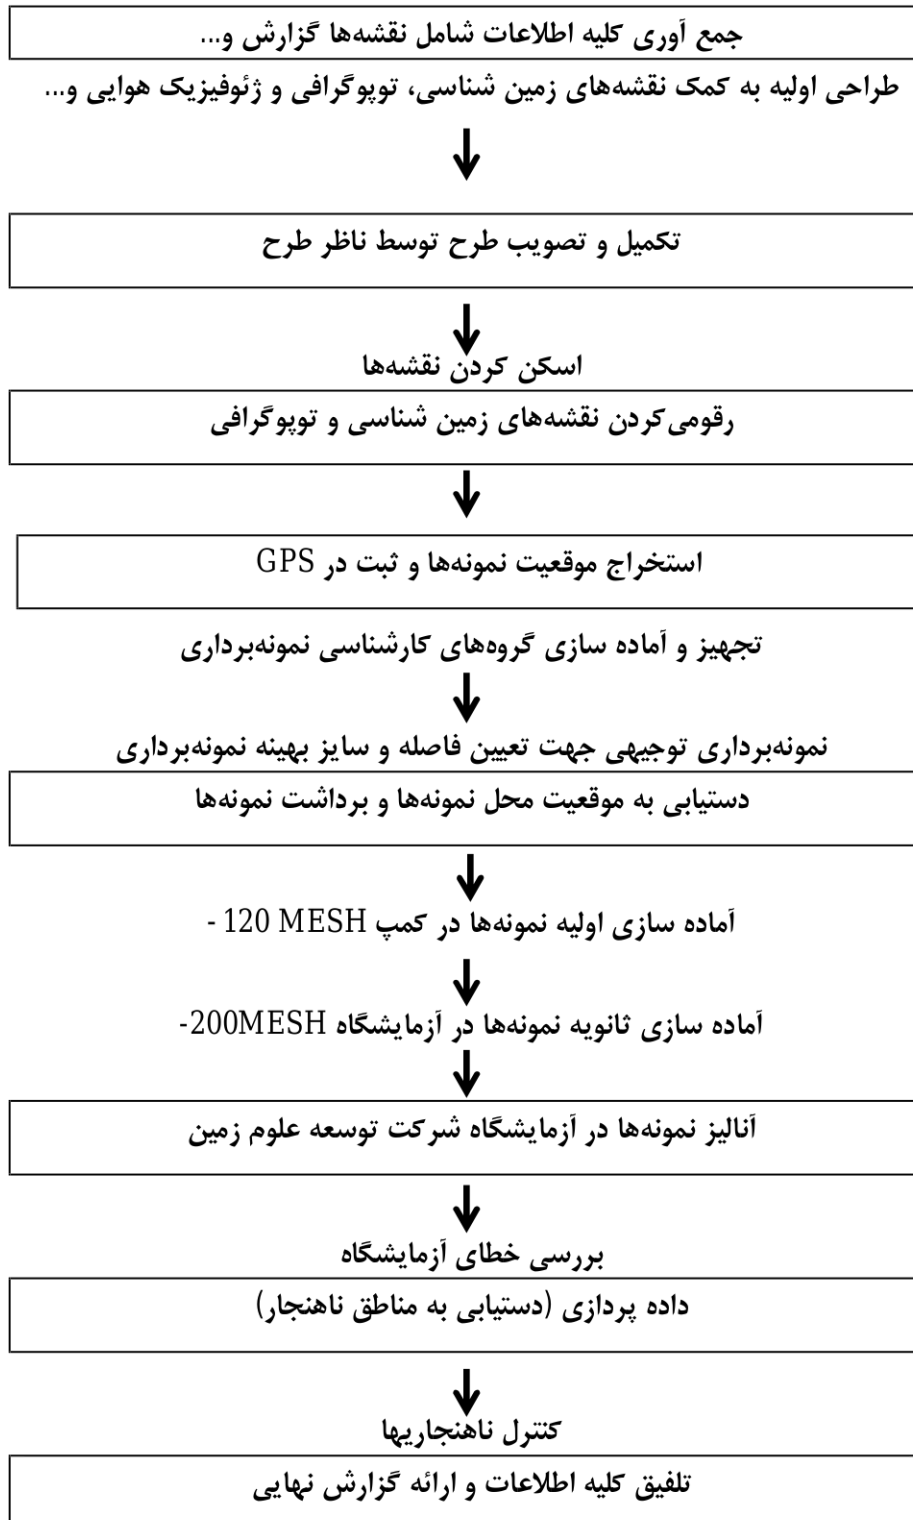 جمع آوری کلیه اطلاعات شامل نقشه‌ها گزارش و...
طراحی اولیه به کمک نقشه‌های زمین شناسی، توپوگرافی و ژئوفیزیک هوایی و...
تکمیل و تصویب طرح توسط ناظر طرح
اسکن کردن نقشه‌ها
رقومی‌کردن نقشه‌های زمین شناسی و توپوگرافی
استخراج موقعیت نمونه‌ها و ثبت در GPS
تجهیز و آماده سازی گروه‌های کارشناسی نمونه‌برداری
نمونه‌برداری توجیهی جهت تعیین فاصله و سایز بهینه نمونه‌برداری
دستیابی به موقعیت محل نمونه‌ها و برداشت نمونه‌ها
آماده سازی اولیه نمونه‌ها در کمپ 120 MESH -
آماده سازی ثانویه نمونه‌ها در آزمایشگاه 200MESH-
آنالیز نمونه‌ها در آزمایشگاه شرکت توسعه علوم زمین
بررسی خطای آزمایشگاه
داده پردازی (دستیابی به مناطق ناهنجار)
کنترل ناهنجاریها
تلفیق کلیه اطلاعات و ارائه گزارش نهایی